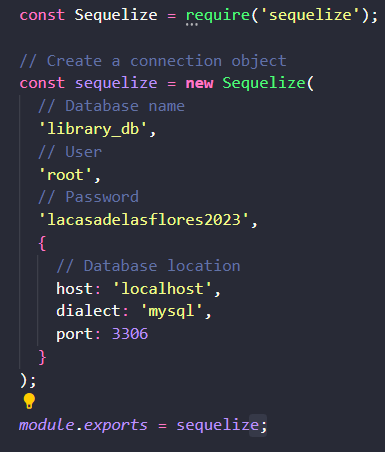 const Sequelize = require('sequelize');
// Create a connection object
const sequelize = new Sequelize(
// Database name
'library_db',
// User
'root',
// Password
'lacasadelasflores2023',
{
// Database location
host: 'localhost',
dialect: 'mysql',
port: 3306
}
);
module.exports = sequelize;